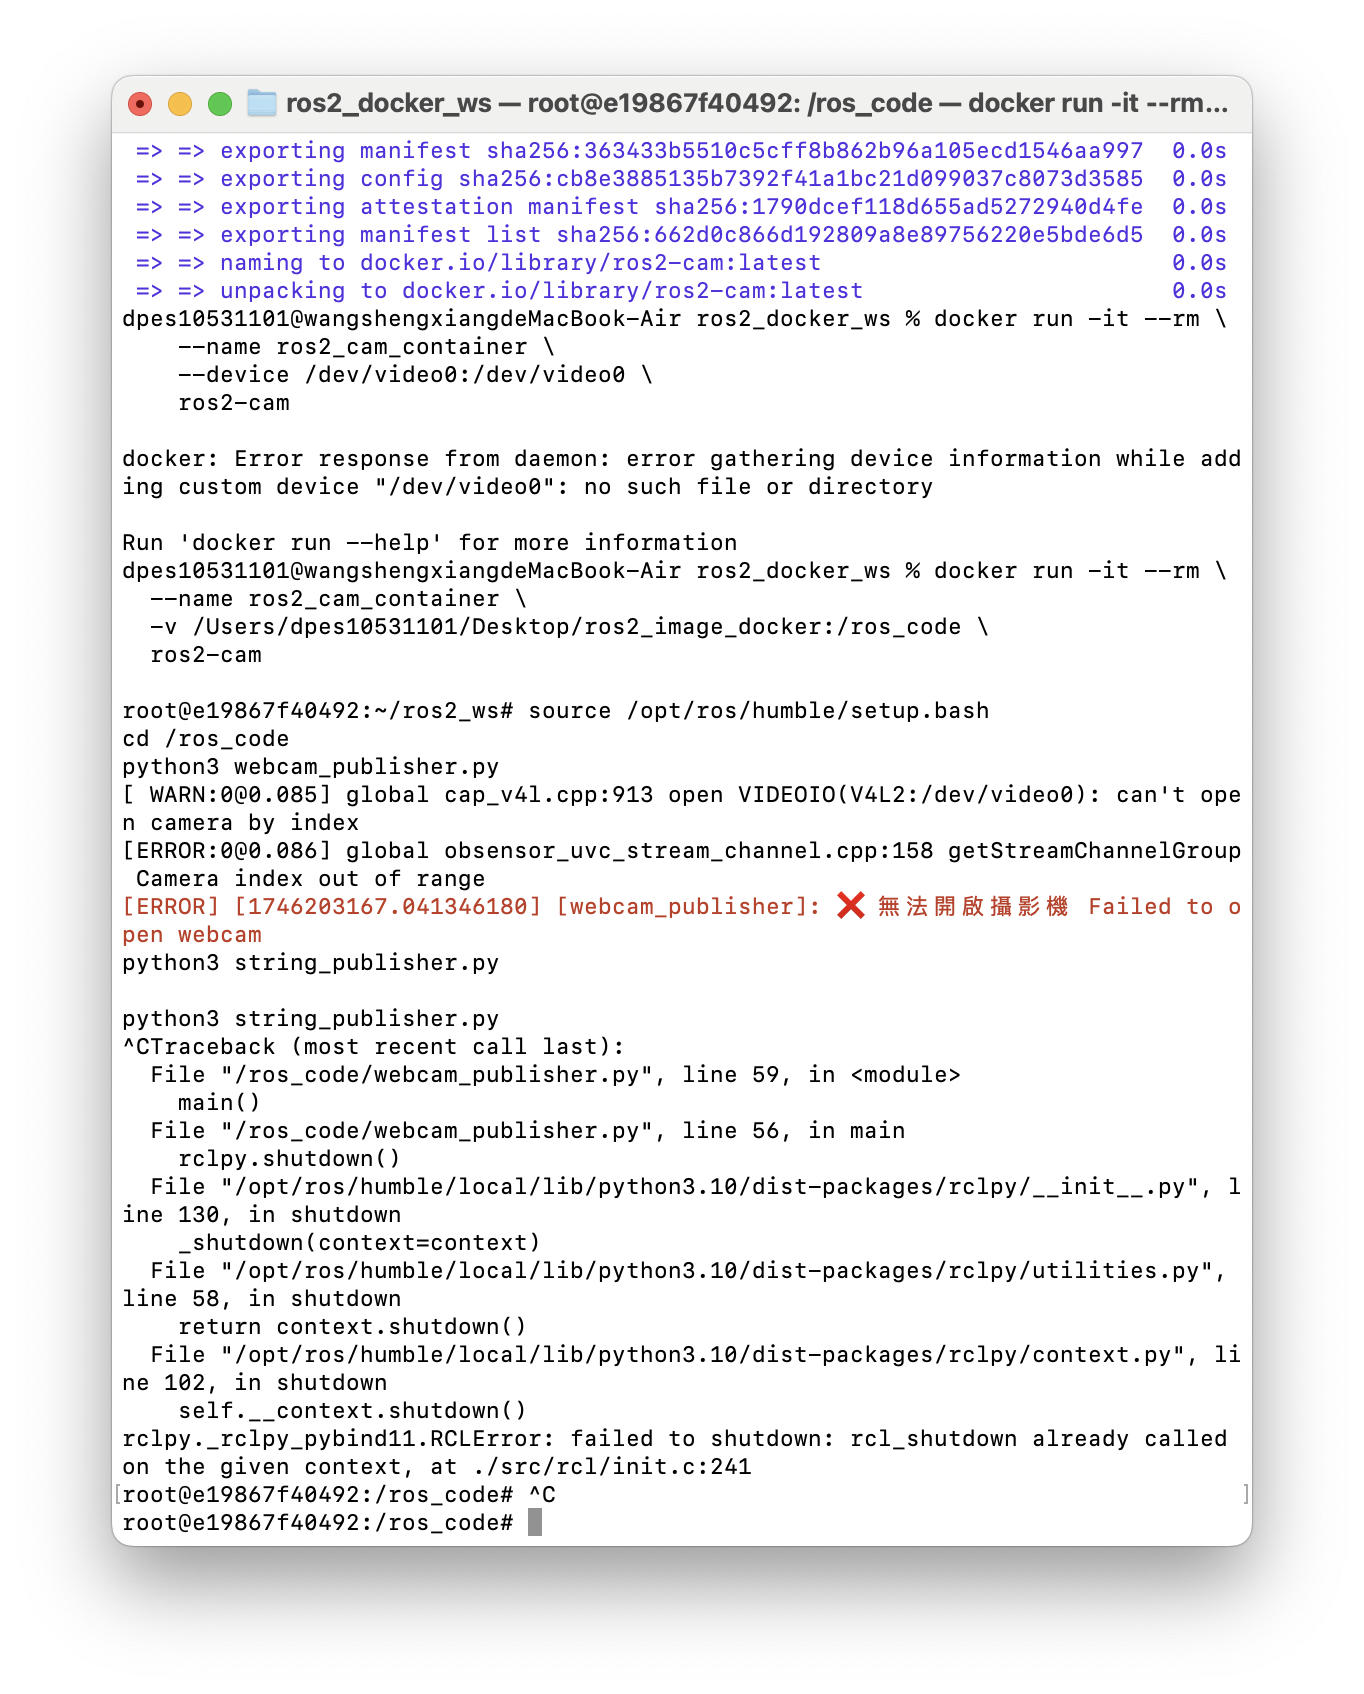 ros2_docker_ws — root@e19867f40492: /ros_code — docker run -it --rm...
=> => exporting manifest sha256:363433b5510c5cff8b862b96a105ecd1546aa997 0.0s
=> => exporting config sha256:cb8e3885135b7392f41a1bc21d099037c8073d3585 0.0s
=> => exporting attestation manifest sha256:1790dcef118d655ad5272940d4fe 0.0s
=> => exporting manifest list sha256:662d0c866d192809a8e89756220e5bde6d5 0.0s
=> => naming to docker.io/library/ros2-cam:latest 0.0s
=> => unpacking to docker.io/library/ros2-cam:latest 0.0s
dpes10531101@wangshengxiangdeMacBook-Air ros2_docker_ws % docker run -it --rm \
    --name ros2_cam_container \
    --device /dev/video0:/dev/video0 \
    ros2-cam
docker: Error response from daemon: error gathering device information while add
ing custom device "/dev/video0": no such file or directory
Run 'docker run --help' for more information
dpes10531101@wangshengxiangdeMacBook-Air ros2_docker_ws % docker run -it --rm \
  --name ros2_cam_container \
  -v /Users/dpes10531101/Desktop/ros2_image_docker:/ros_code \
  ros2-cam
root@e19867f40492:~/ros2_ws# source /opt/ros/humble/setup.bash
cd /ros_code
python3 webcam_publisher.py
[ WARN:0@0.085] global cap_v4l.cpp:913 open VIDEOIO(V4L2:/dev/video0): can't ope
n camera by index
[ERROR:0@0.086] global obsensor_uvc_stream_channel.cpp:158 getStreamChannelGroup
 Camera index out of range
[ERROR] [1746203167.041346180] [webcam_publisher]: ❌ 無法開啟攝影機 Failed to o
pen webcam
python3 string_publisher.py
python3 string_publisher.py
^CTraceback (most recent call last):
  File "/ros_code/webcam_publisher.py", line 59, in <module>
    main()
  File "/ros_code/webcam_publisher.py", line 56, in main
    rclpy.shutdown()
  File "/opt/ros/humble/local/lib/python3.10/dist-packages/rclpy/__init__.py", l
ine 130, in shutdown
    _shutdown(context=context)
  File "/opt/ros/humble/local/lib/python3.10/dist-packages/rclpy/utilities.py",
line 58, in shutdown
    return context.shutdown()
  File "/opt/ros/humble/local/lib/python3.10/dist-packages/rclpy/context.py", li
ne 102, in shutdown
    self.__context.shutdown()
rclpy._rclpy_pybind11.RCLError: failed to shutdown: rcl_shutdown already called
on the given context, at ./src/rcl/init.c:241
[root@e19867f40492:/ros_code# ^C ]
root@e19867f40492:/ros_code#